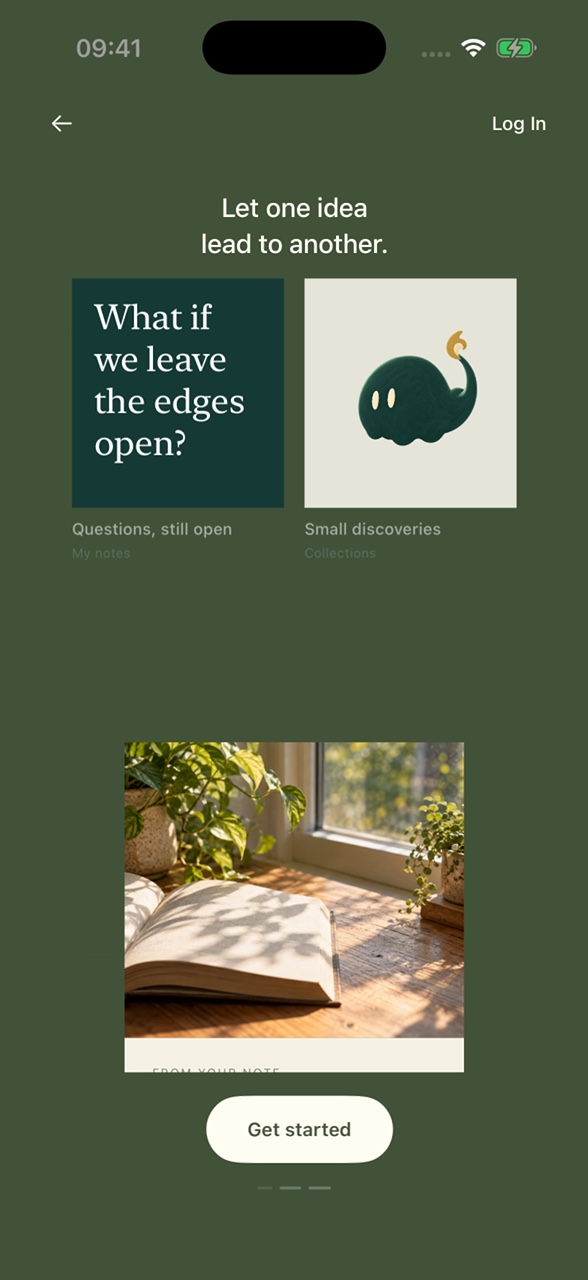 09:41
Log In
Let one idea
lead to another.
What if
we leave
the edges
open?
Questions, still open
My notes
Small discoveries
Collections
FROM YOUR NOTE
Get started